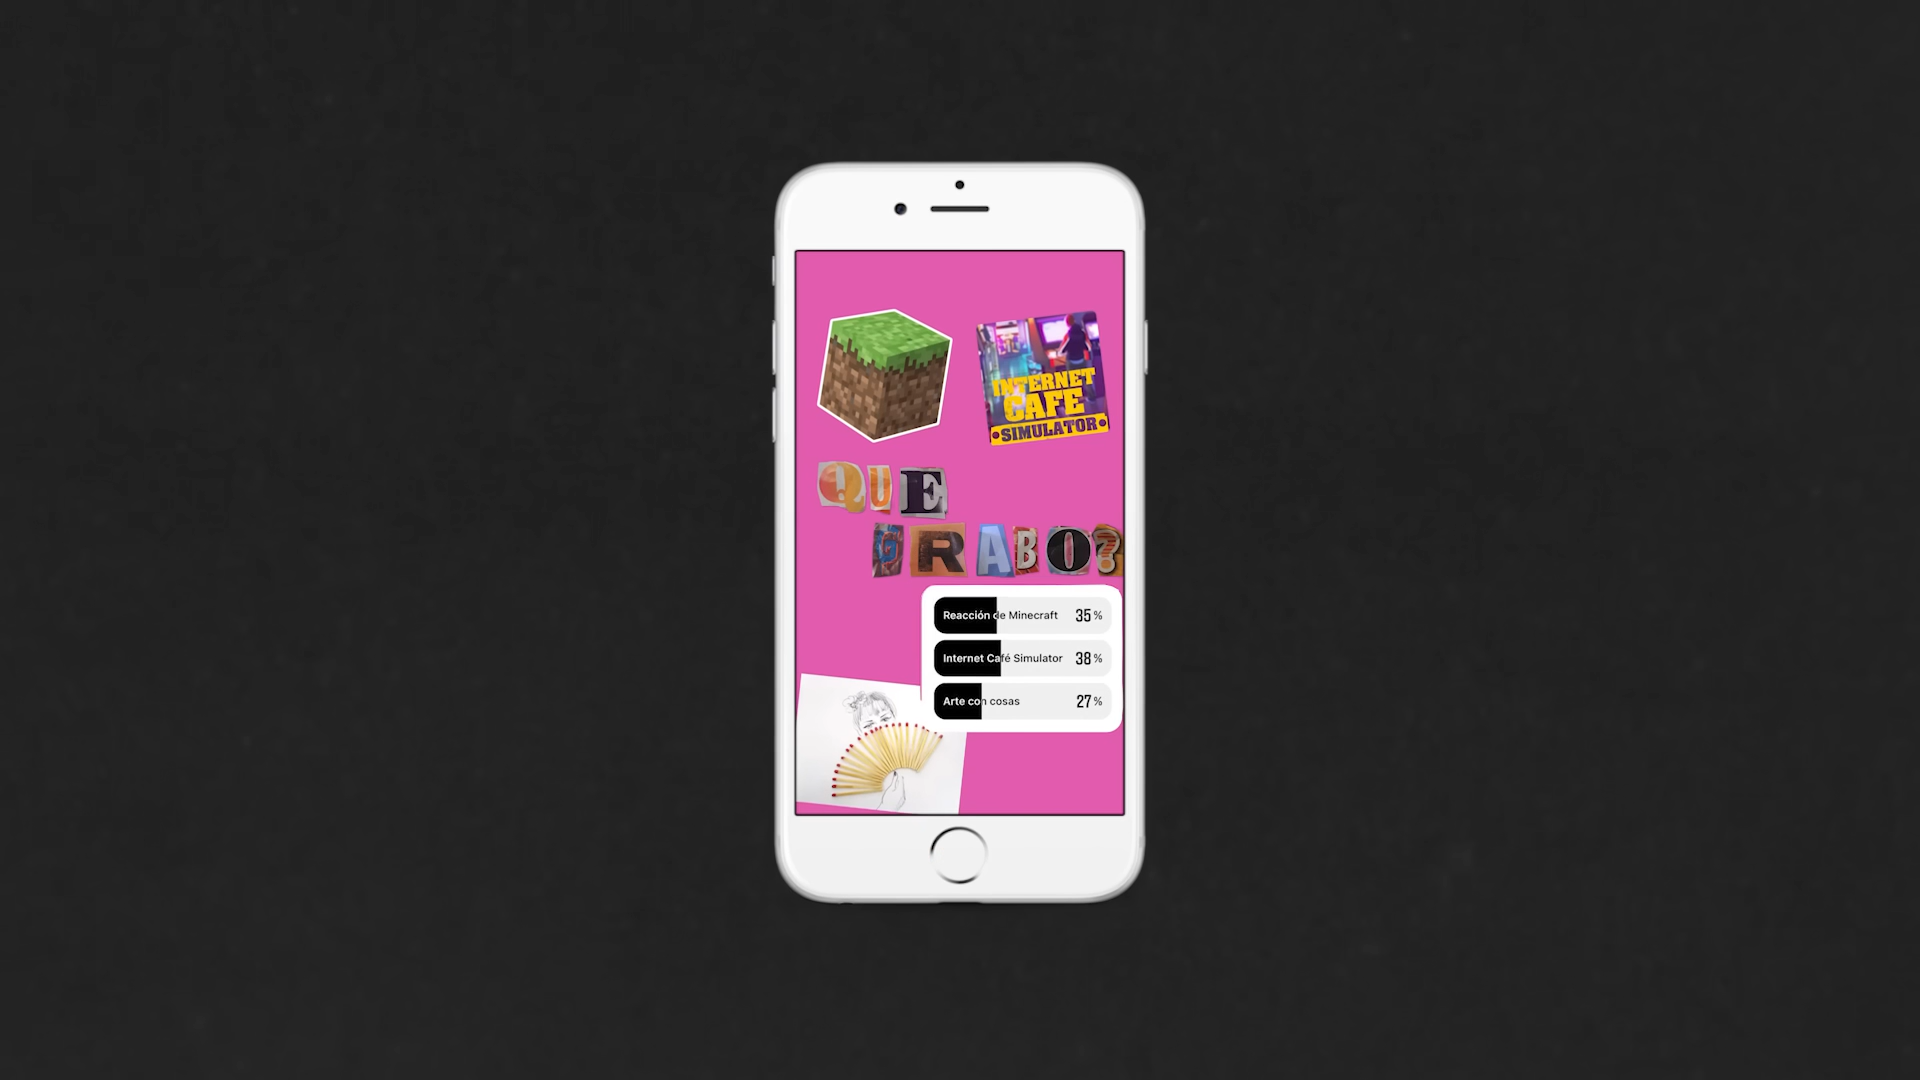 INTERNET
CAFE
SIMULATOR
QUE
GRABO?
Reacción de Minecraft 35%
Internet Café Simulator 38%
Arte con cosas 27%